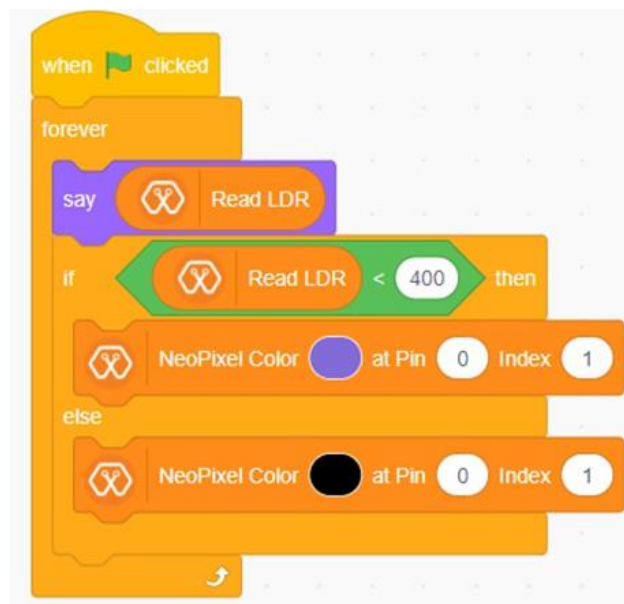 when clicked
forever
say Read LDR
if Read LDR < 400 then
NeoPixel Color at Pin 0 Index 1
else
NeoPixel Color at Pin 0 Index 1